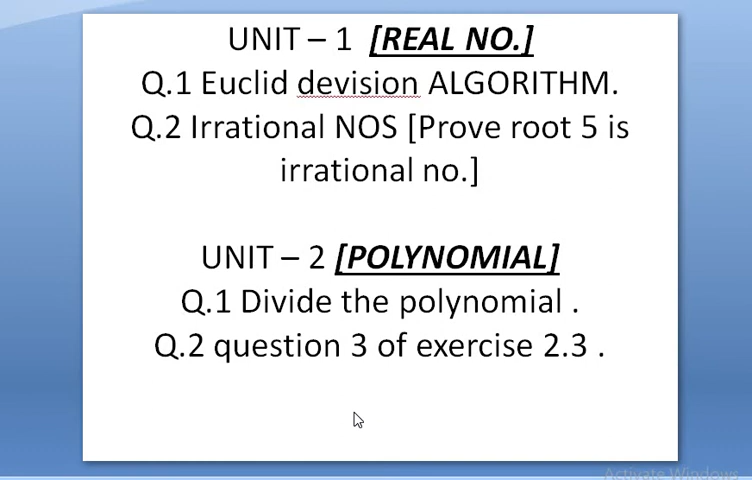 UNIT – 1 [REAL NO.]
Q.1 Euclid devision ALGORITHM.
Q.2 Irrational NOS [Prove root 5 is
irrational no.]
UNIT – 2 [POLYNOMIAL]
Q.1 Divide the polynomial .
Q.2 question 3 of exercise 2.3 .
Activate Windows